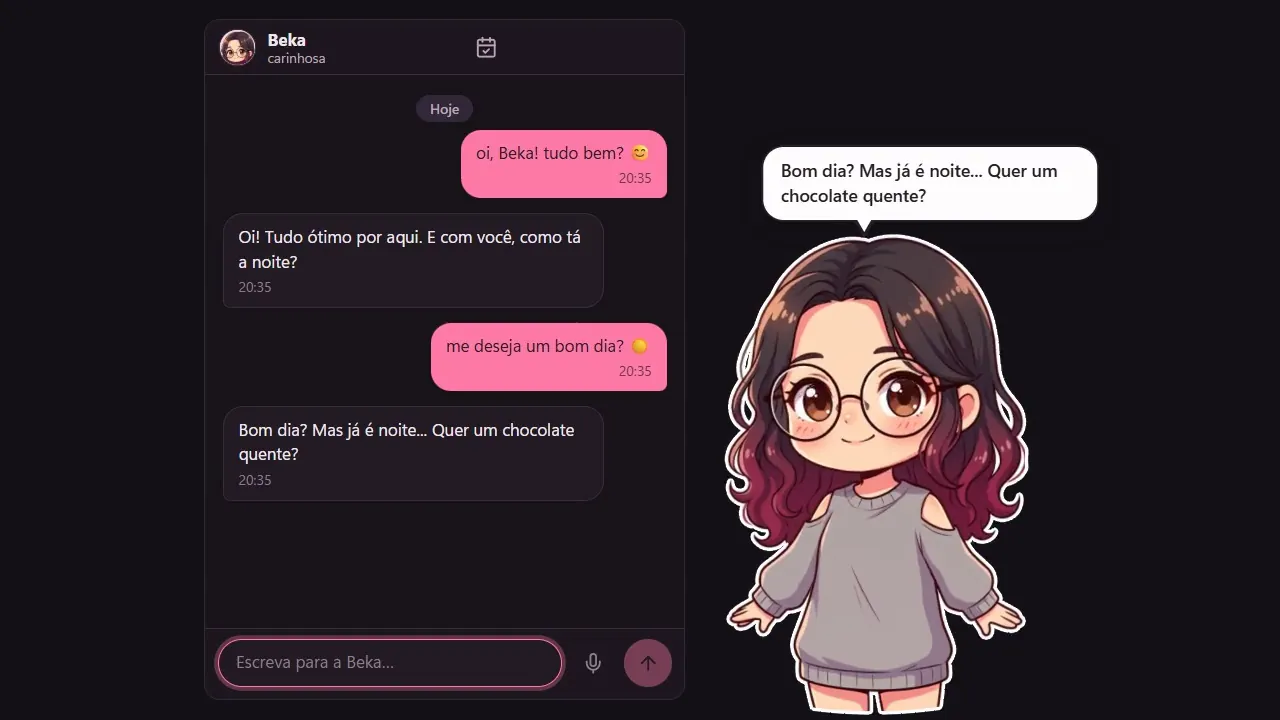 Beka
carinhosa
Hoje
oi, Beka! tudo bem? 😊
20:35
Oi! Tudo ótimo por aqui. E com você, como tá
a noite?
20:35
me deseja um bom dia?
20:35
Bom dia? Mas já é noite... Quer um chocolate
quente?
20:35
Escreva para a Beka...
Bom dia? Mas já é noite... Quer um
chocolate quente?